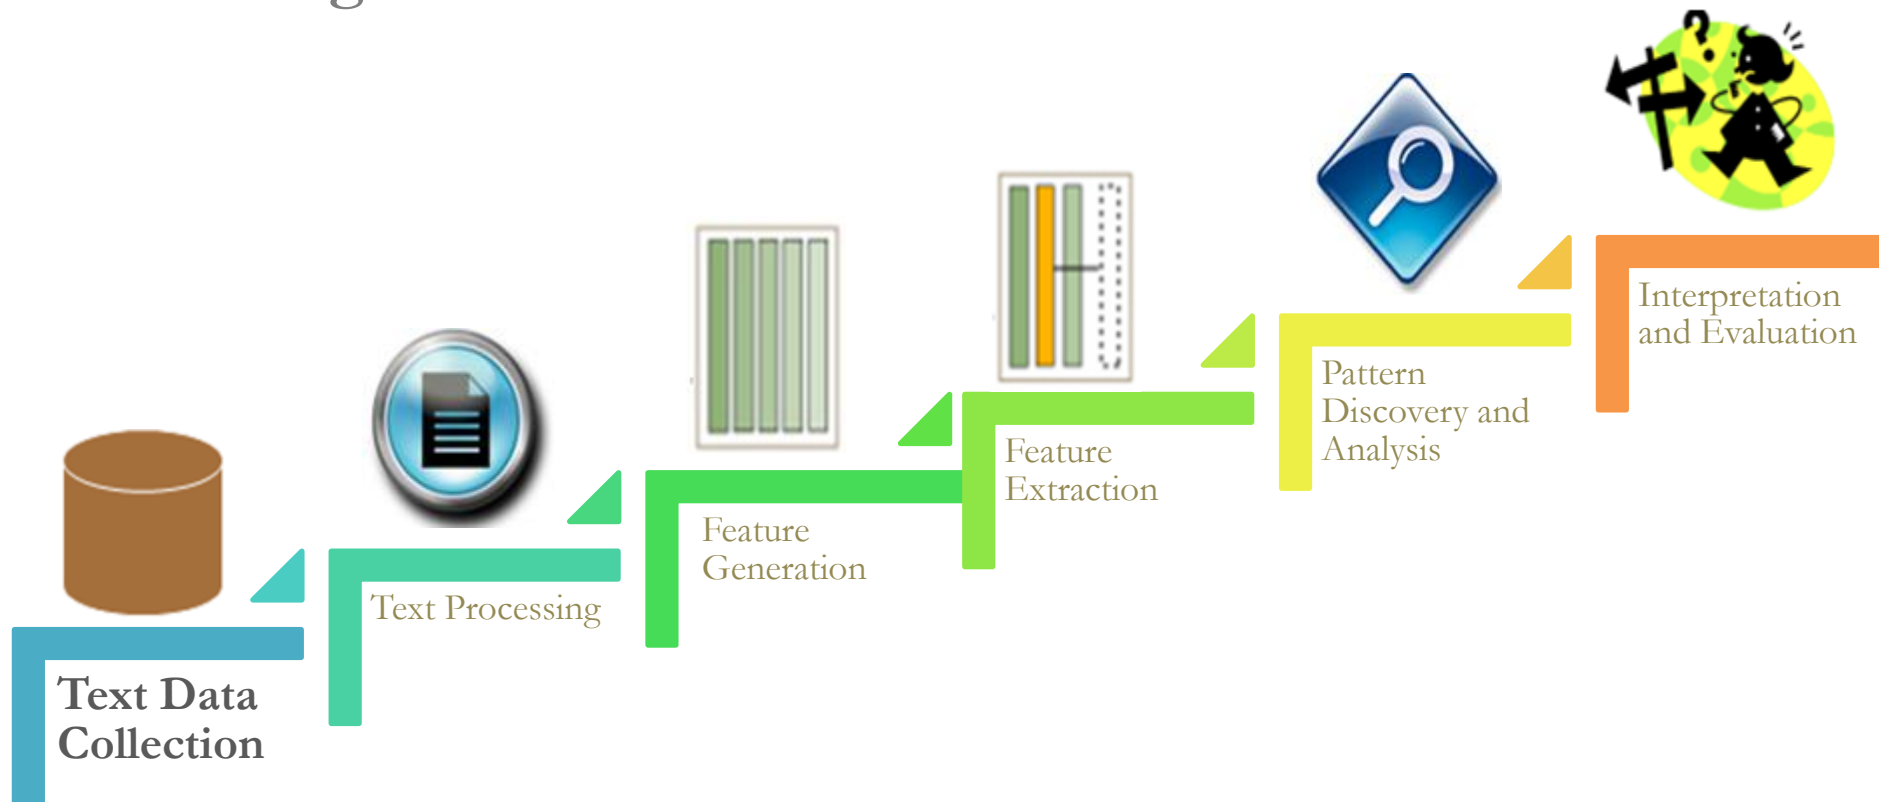 Text Data
Collection
Text Processing
Feature
Generation
Feature
Extraction
Pattern
Discovery and
Analysis
Interpretation
and Evaluation